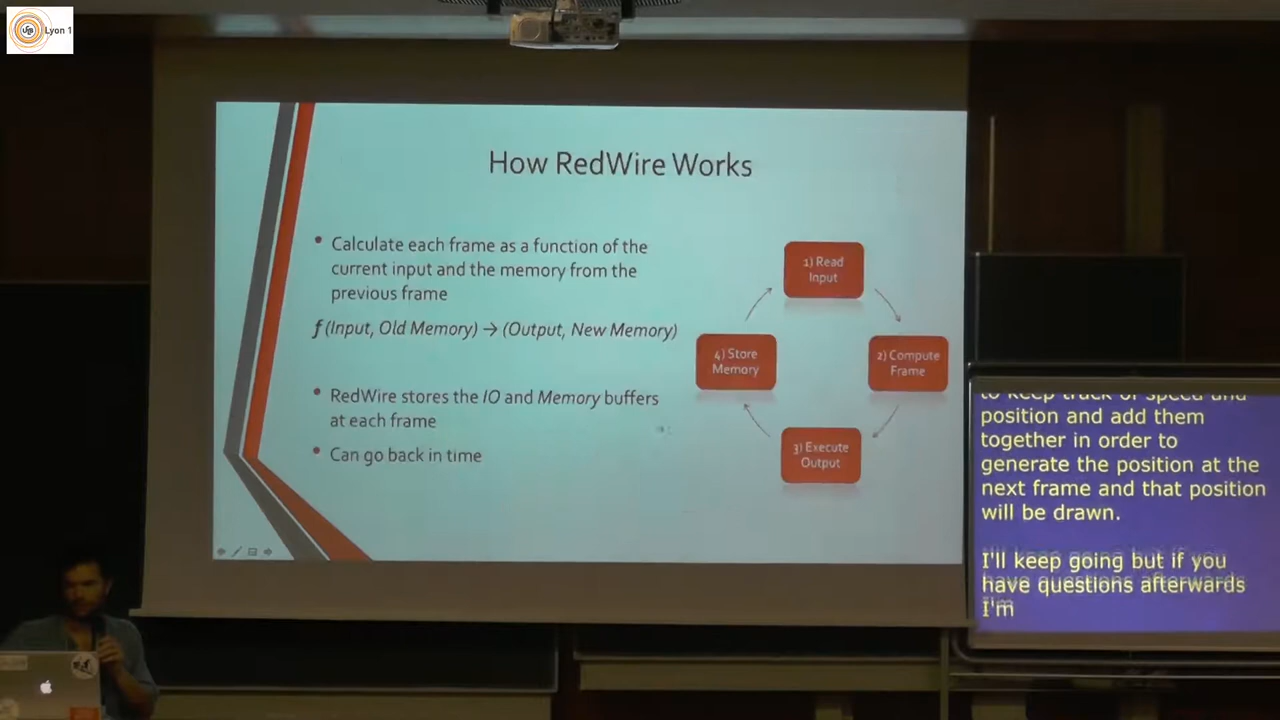 Lyon 1
How RedWire Works
• Calculate each frame as a function of the
current input and the memory from the
previous frame
f (Input, Old Memory) → (Output, New Memory)
• RedWire stores the IO and Memory buffers
at each frame
• Can go back in time
1) Read
Input
2) Compute
Frame
3) Execute
Output
4) Store
Memory
to keep track of speed and
position and add them
together in order to
generate the position at the
next frame and that position
will be drawn.
I'll keep going but if you
have questions afterwards
I'm